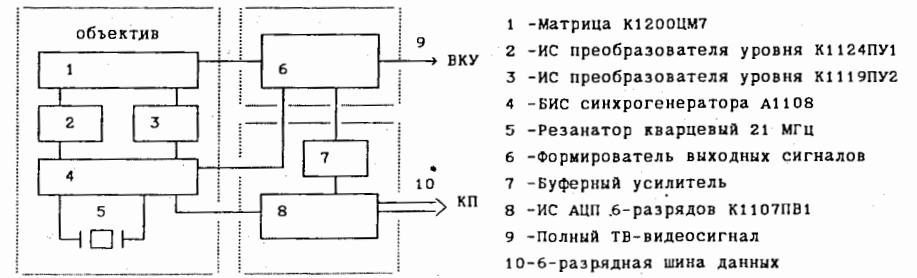 объектив
1
2
3
4
5
6
7
8
9
ВКУ
10
КП
1 -Матрица К1200ЦМ7
2 -ИС преобразователя уровня К1124ПУ1
3 -ИС преобразователя уровня К1119ПУ2
4 -БИС синхрогенератора А1108
5 -Резанатор кварцевый 21 МГц
6 -Формирователь выходных сигналов
7 -Буферный усилитель
8 -ИС АЦП 6-разрядов К1107ПВ1
9 -Полный ТВ-видеосигнал
10-6-разрядная шина данных